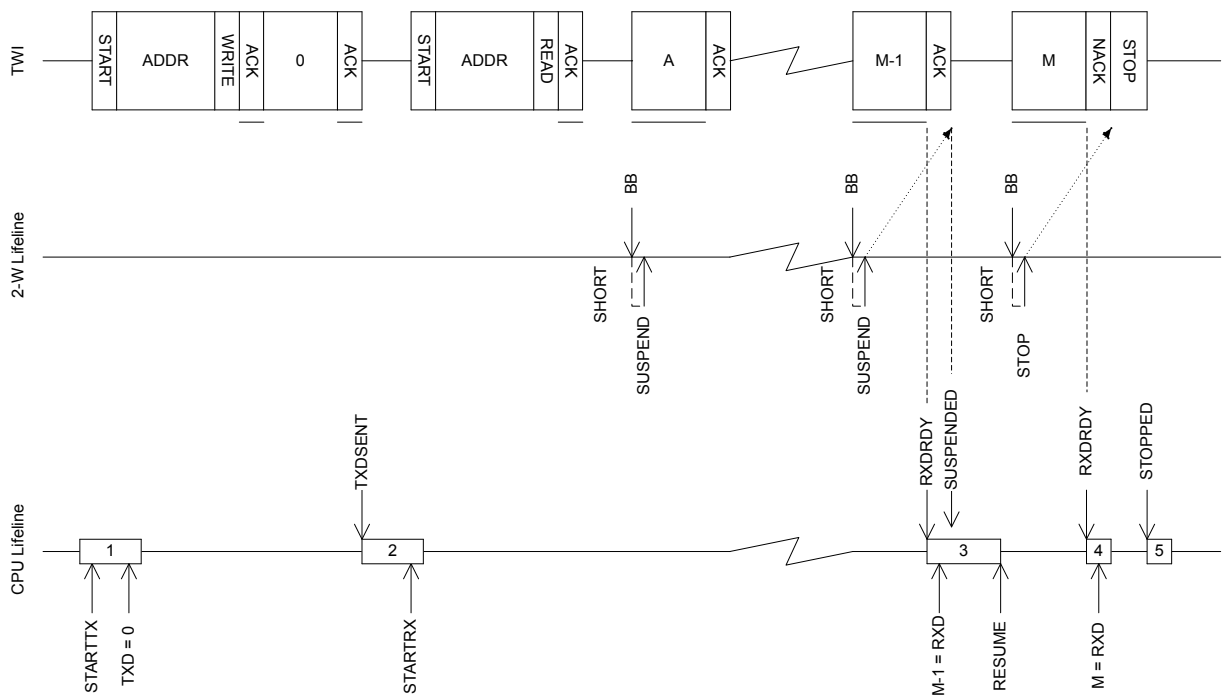 TWI
START
ADDR
WRITE
ACK
0
ACK
START
ADDR
READ
ACK
A
ACK
M-1
ACK
M
NACK
STOP
2-W Lifeline
BB
SHORT
SUSPEND
BB
SHORT
SUSPEND
BB
SHORT
STOP
CPU Lifeline
TXDSENT
RXDRDY
SUSPENDED
RXDRDY
STOPPED
1
2
3
4
5
STARTTX
TXD = 0
STARTRX
M-1 = RXD
RESUME
M = RXD